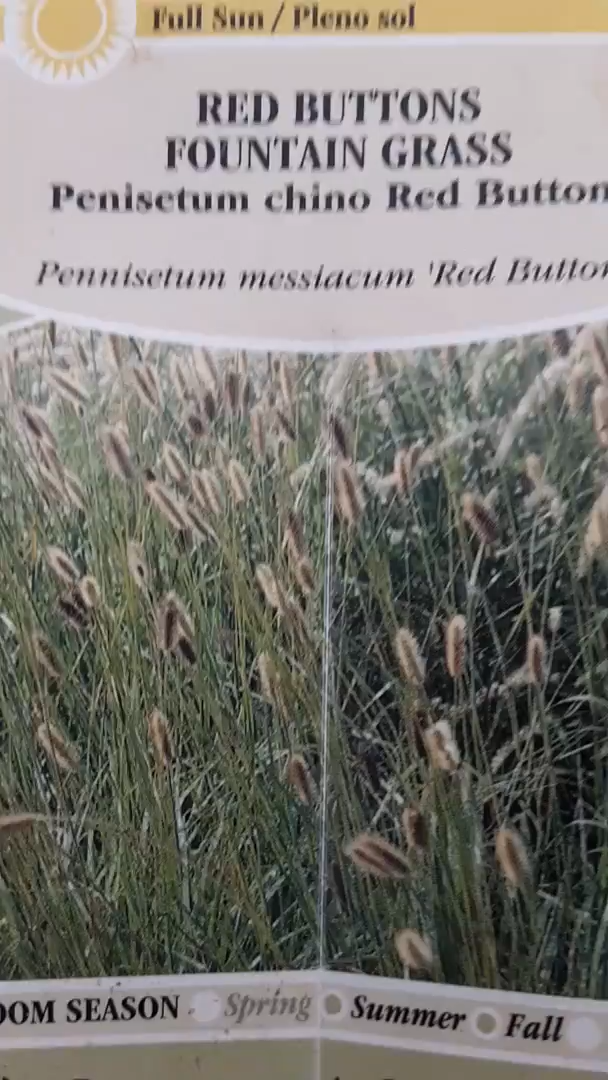 Full Sun / Pleno sol
RED BUTTONS
FOUNTAIN GRASS
Penisetum chino Red Button
Pennisetum messiacum 'Red Button
OOM SEASON Spring Summer Fall